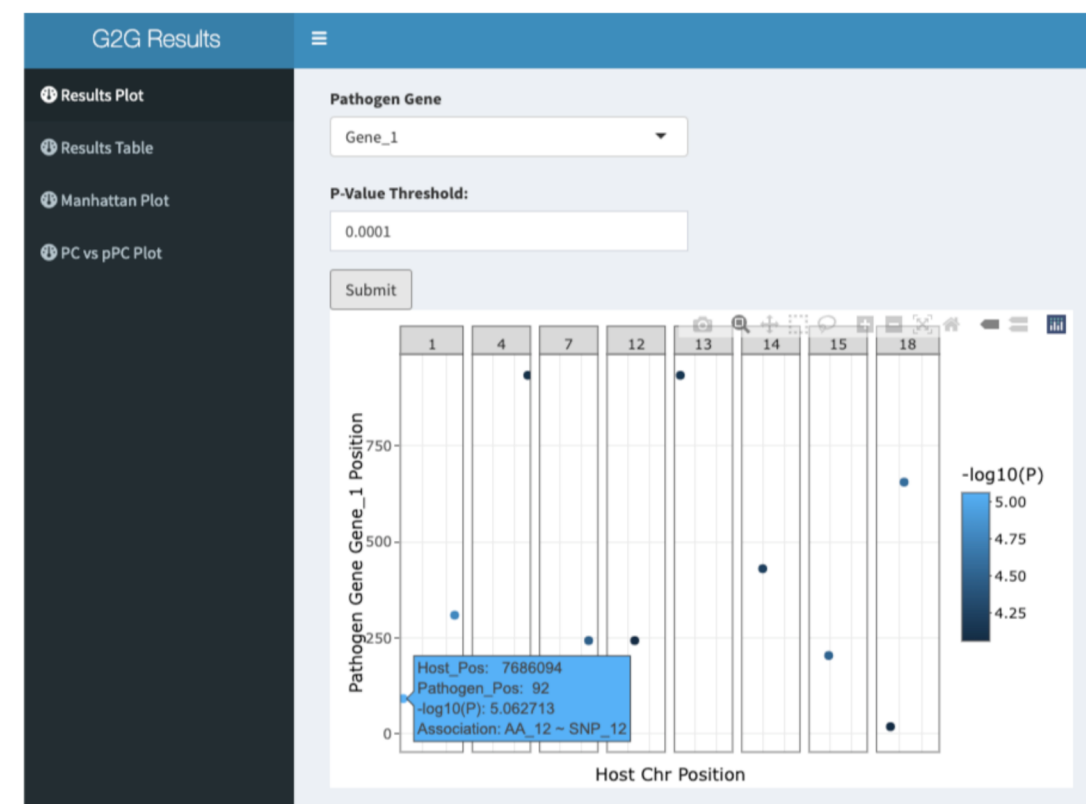 G2G Results
Results Plot
Results Table
Manhattan Plot
PC vs pPC Plot
Pathogen Gene
Gene_1
P-Value Threshold:
0.0001
Submit
1 4 7 12 13 14 15 18
Pathogen Gene Gene_1 Position
750
500
250
0
Host_Pos: 7686094
Pathogen_Pos: 92
-log10(P): 5.062713
Association: AA_12 ~ SNP_12
Host Chr Position
-log10(P)
5.00
4.75
4.50
4.25